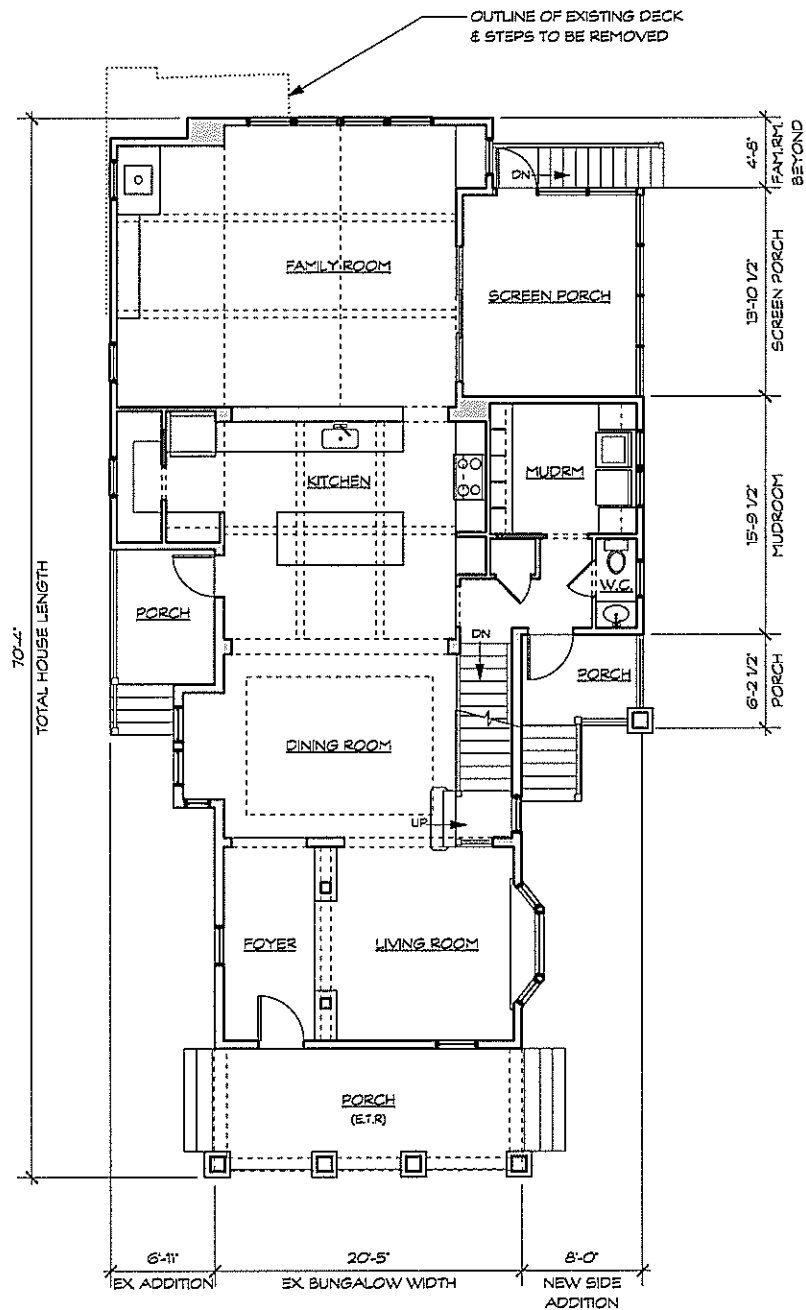 OUTLINE OF EXISTING DECK
& STEPS TO BE REMOVED
4'-8"
FAM.RM.
BEYOND
DN
FAMILY ROOM
SCREEN PORCH
13'-10 1/2"
SCREEN PORCH
KITCHEN
MUDRM
15'-9 1/2"
MUDROOM
W.C.
PORCH
DN
PORCH
6'-2 1/2"
PORCH
70'-4"
TOTAL HOUSE LENGTH
DINING ROOM
UP
FOYER
LIVING ROOM
PORCH
(E.T.R)
6'-11"
20'-5"
8'-0"
EX. ADDITION
EX. BUNGALOW WIDTH
NEW SIDE
ADDITION